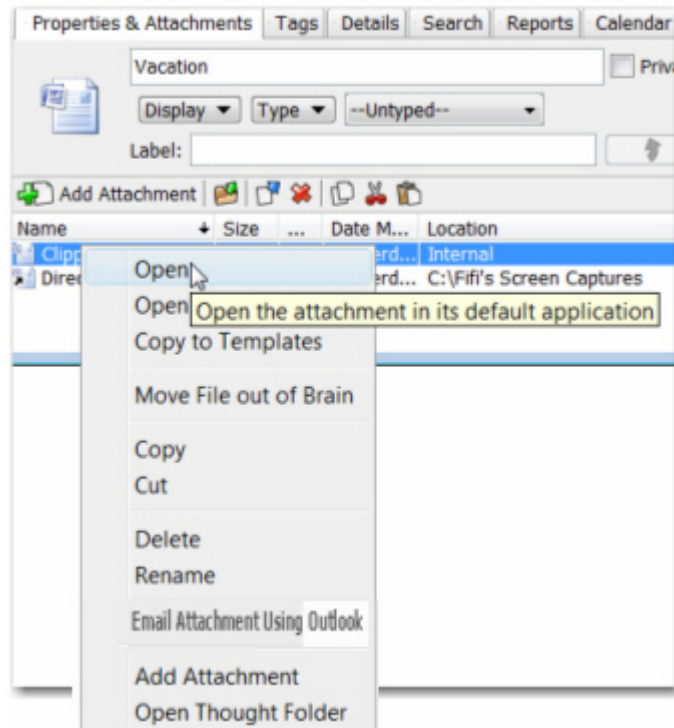 Properties & Attachments Tags Details Search Reports Calendar
Vacation
Display Type --Untyped--
Label:
Add Attachment
Name Size ... Date M... Location
Internal
C:\Fifi's Screen Captures
Open
Open
Open the attachment in its default application
Copy to Templates
Move File out of Brain
Copy
Cut
Delete
Rename
Email Attachment Using Outlook
Add Attachment
Open Thought Folder